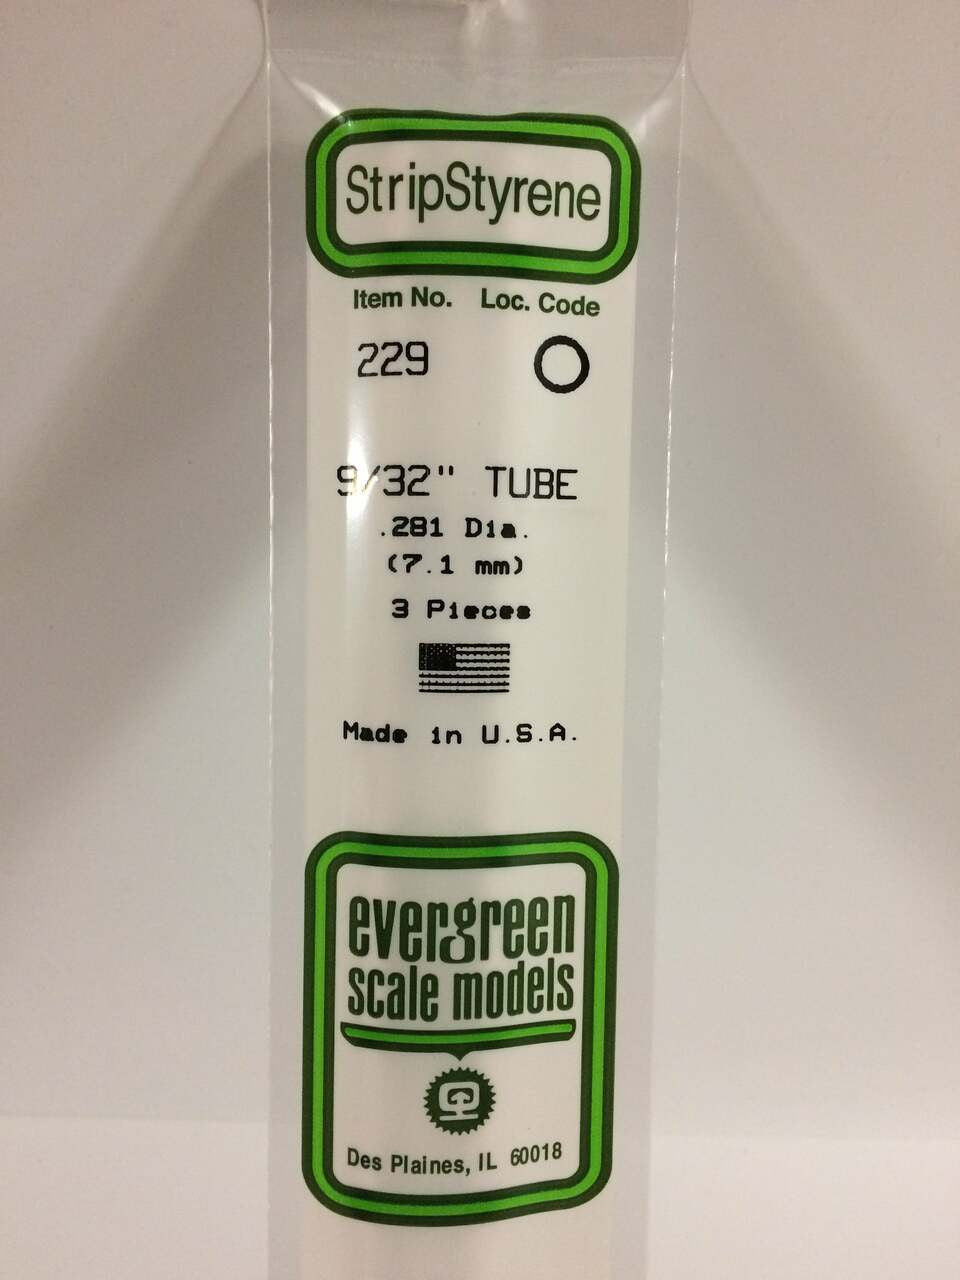 StripStyrene
Item No. Loc. Code
229
9/32" TUBE
.281 Dia.
(7.1 mm)
3 Pieces
Made in U.S.A.
evergreen
scale models
Des Plaines, IL 60018